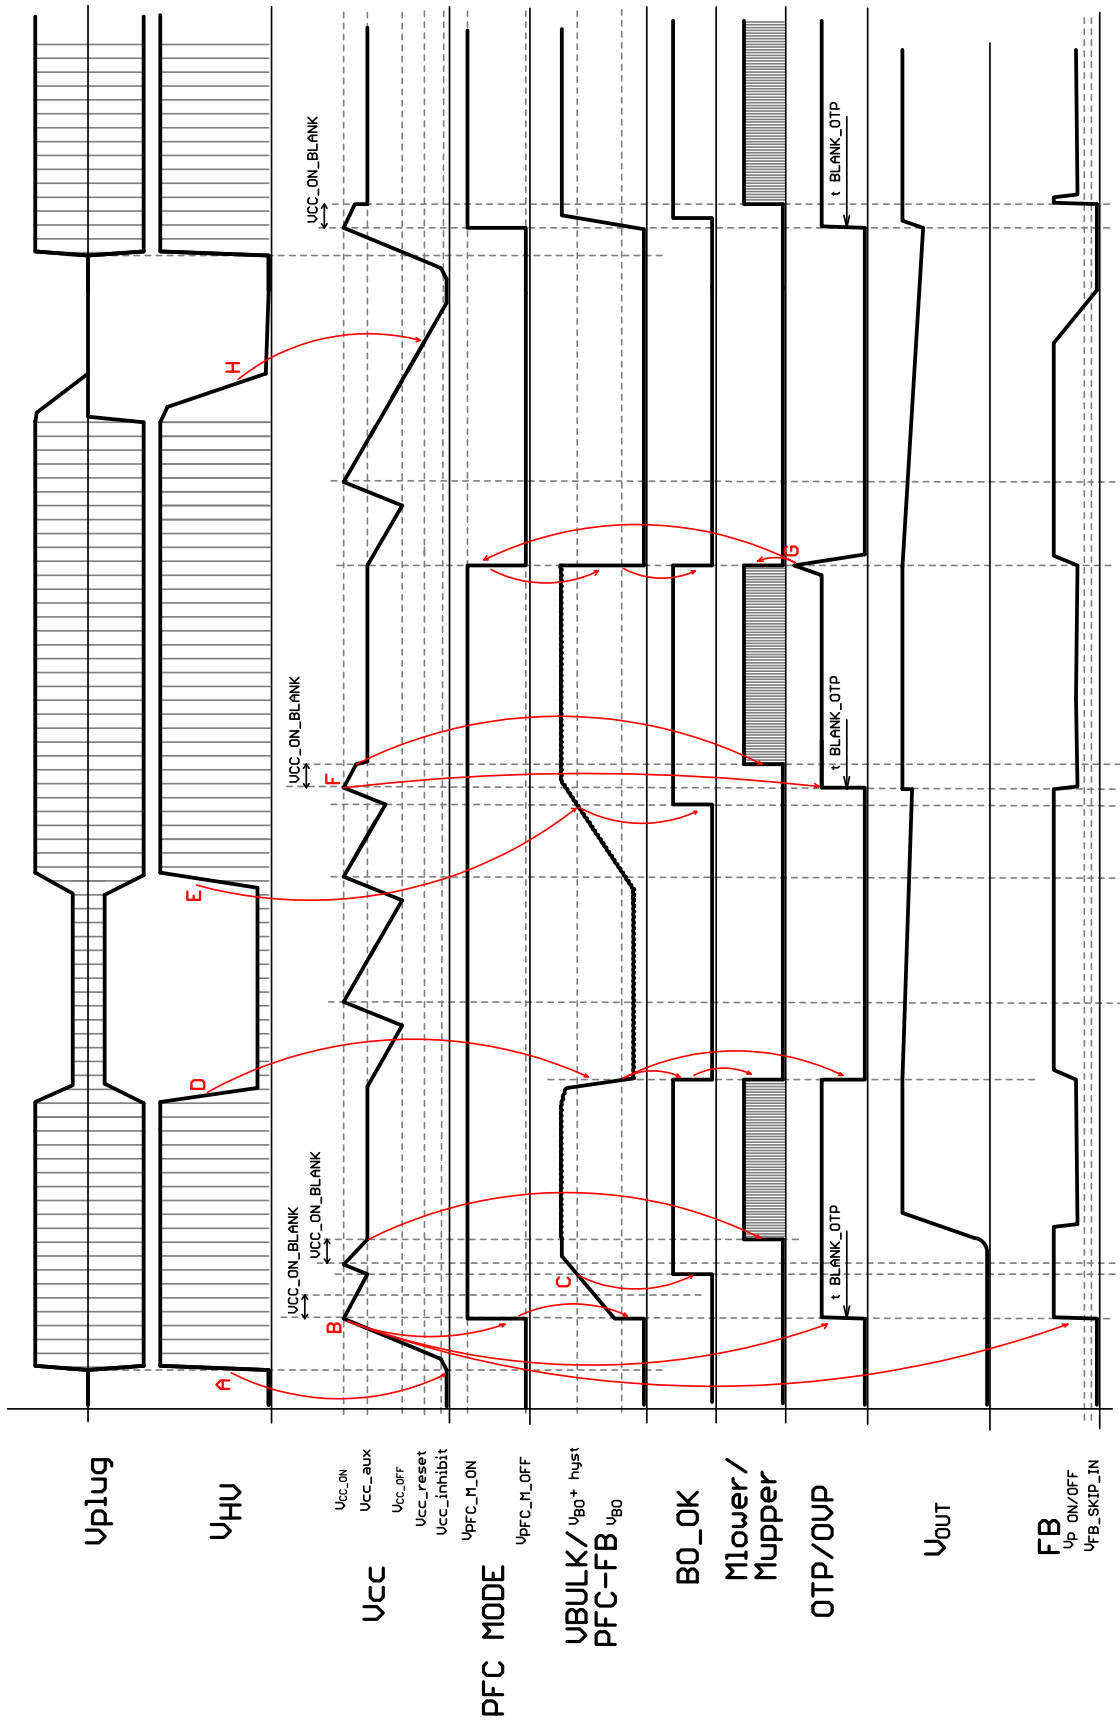 Vplug
VHV
Vcc
VCC_ON
Vcc_aux
VCC_OFF
Vcc_reset
Vcc_inhibit
PFC MODE
VPFC_M_ON
VPFC_M_OFF
VBULK/
PFC-FB
VBO + hyst
VBO
BO_OK
Mlower/
Mupper
OTP/OVP
VOUT
FB
VP ON/OFF
VFB_SKIP_IN
A
B
C
D
E
F
G
H
VCC_ON_BLANK
VCC_ON_BLANK
VCC_ON_BLANK
VCC_ON_BLANK
t BLANK_OTP
t BLANK_OTP
t BLANK_OTP